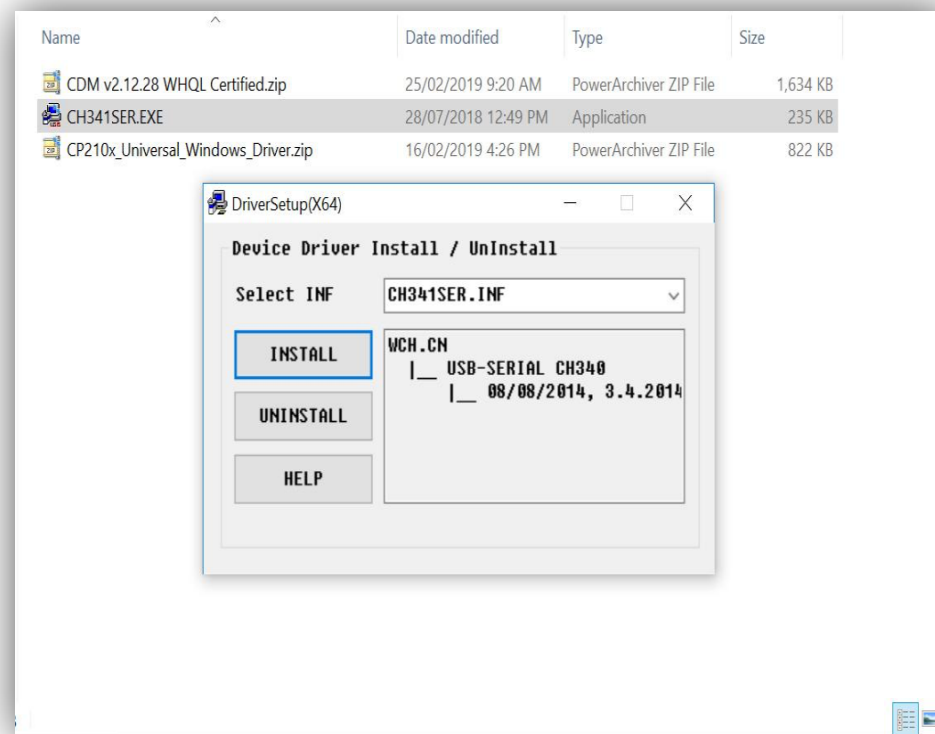 Name Date modified Type Size
CDM v2.12.28 WHQL Certified.zip 25/02/2019 9:20 AM PowerArchiver ZIP File 1,634 KB
CH341SER.EXE 28/07/2018 12:49 PM Application 235 KB
CP210x_Universal_Windows_Driver.zip 16/02/2019 4:26 PM PowerArchiver ZIP File 822 KB
DriverSetup(X64)
Device Driver Install / UnInstall
Select INF CH341SER.INF
INSTALL
UNINSTALL
HELP
WCH.CN
|__ USB-SERIAL CH340
|__ 08/08/2014, 3.4.2014